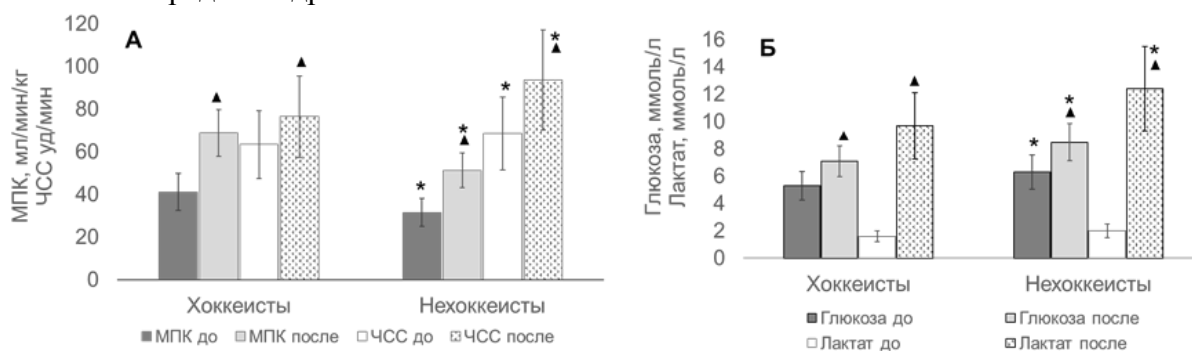 120
100
80
60
40
20
0
МПК, мл/мин/кг
ЧСС уд/мин
А
▲
▲
*
*
▲
*
*
▲
Хоккеисты
Нехоккеисты
МПК до
МПК после
ЧСС до
ЧСС после
16
14
12
10
8
6
4
2
0
Глюкоза, ммоль/л
Лактат, ммоль/л
Б
▲
▲
*
*
▲
*
▲
Хоккеисты
Нехоккеисты
Глюкоза до
Глюкоза после
Лактат до
Лактат после